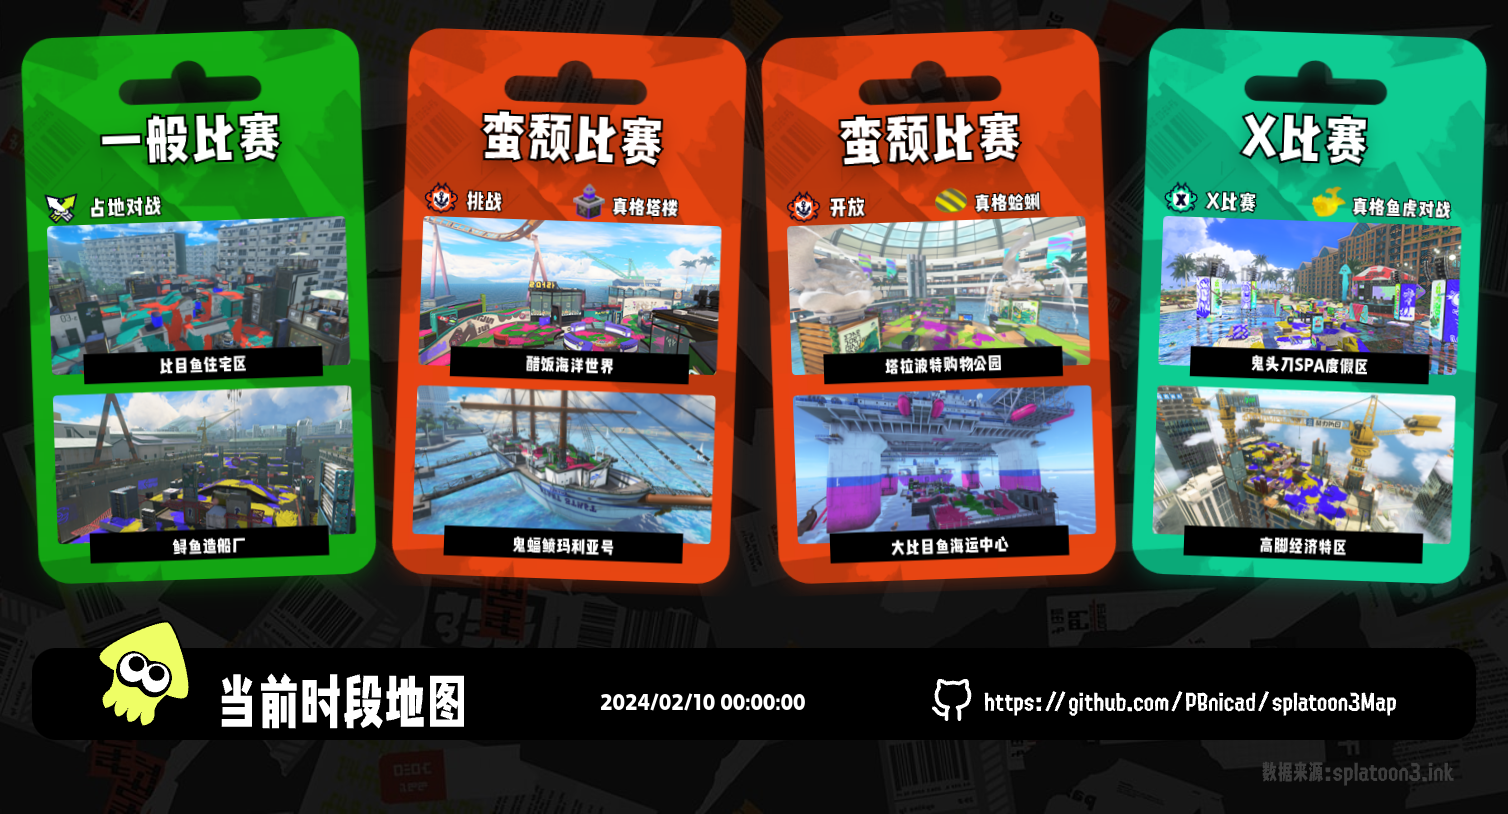 一般比赛
占地对战
比目鱼住宅区
鲟鱼造船厂
蛮颓比赛
挑战
真格塔楼
醋饭海洋世界
鬼蝠鲼玛利亚号
蛮颓比赛
开放
真格蛤蜊
塔拉波特购物公园
大比目鱼海运中心
X比赛
X比赛
真格鱼虎对战
鬼头刀SPA度假区
高脚经济特区
当前时段地图
2024/02/10 00:00:00
https://github.com/PBnicad/splatoon3Map
数据来源:splatoon3.ink